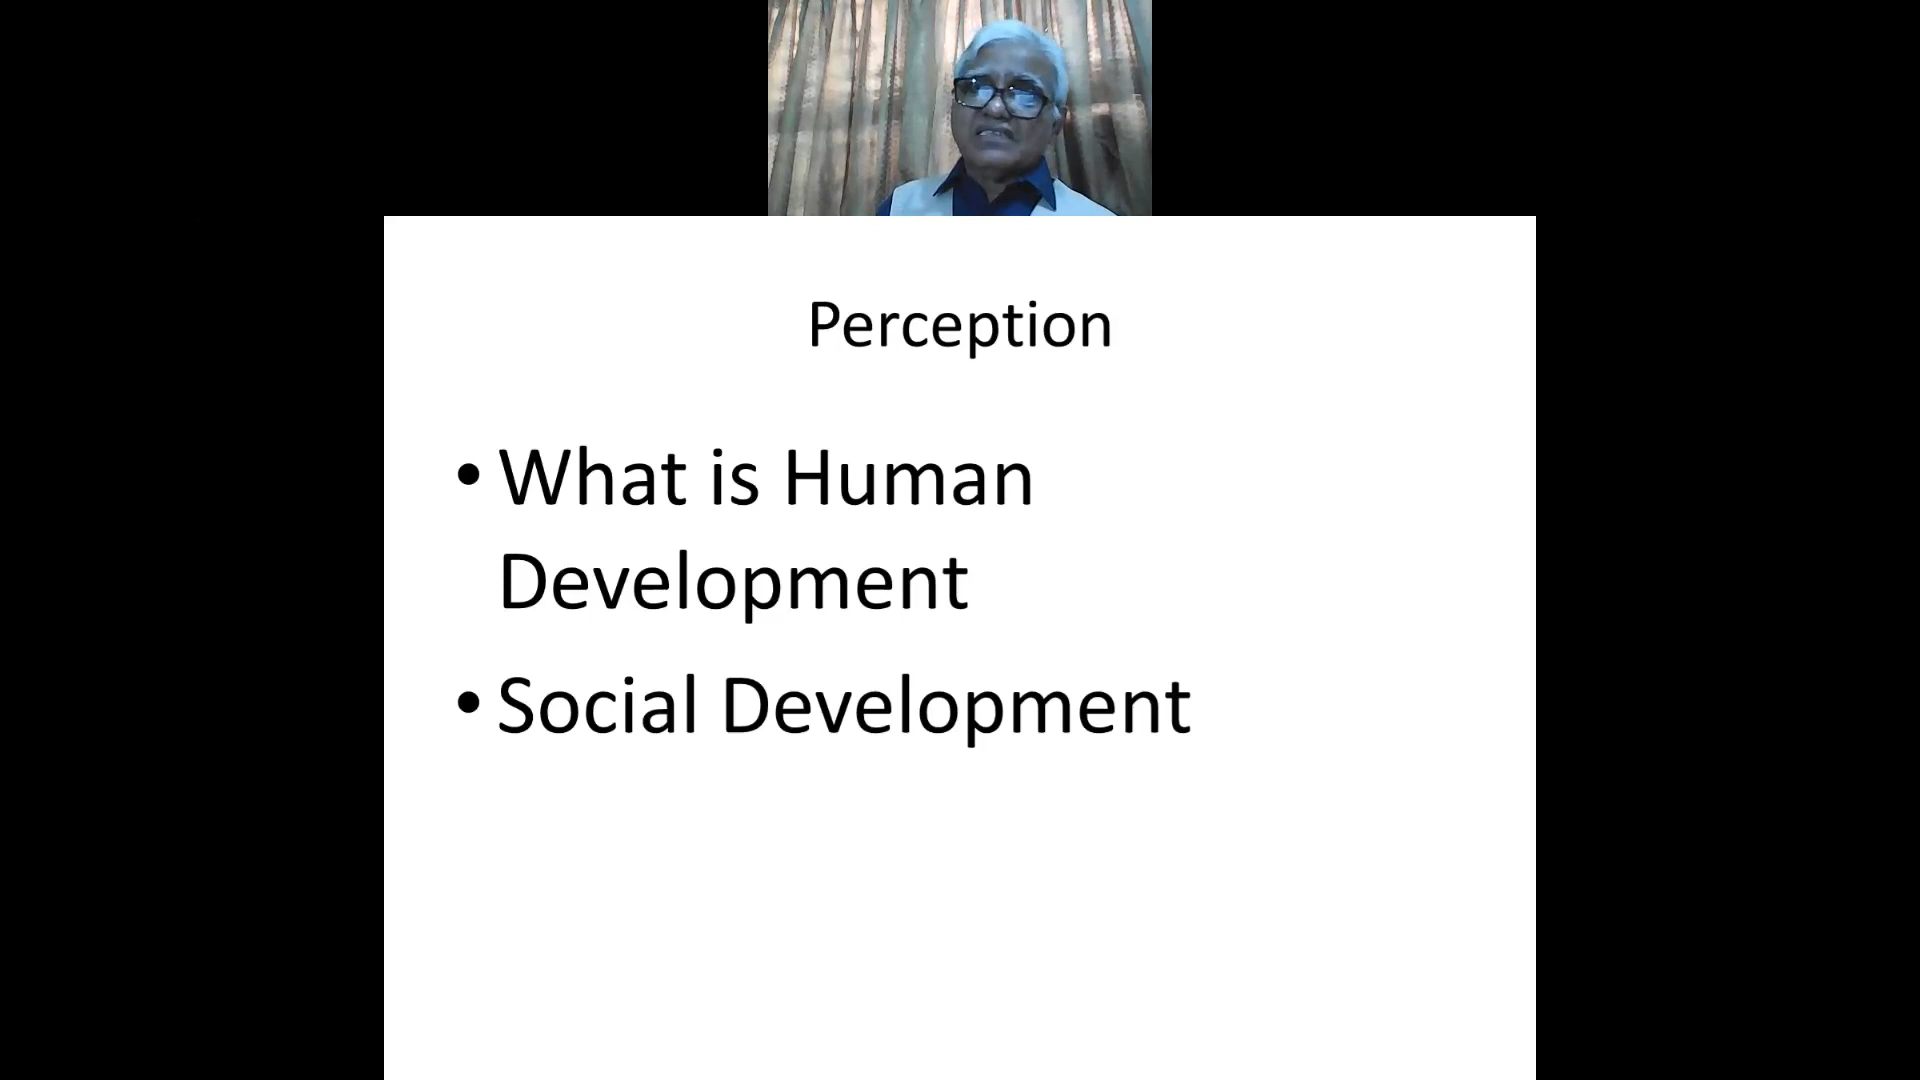 Perception
• What is Human
Development
• Social Development